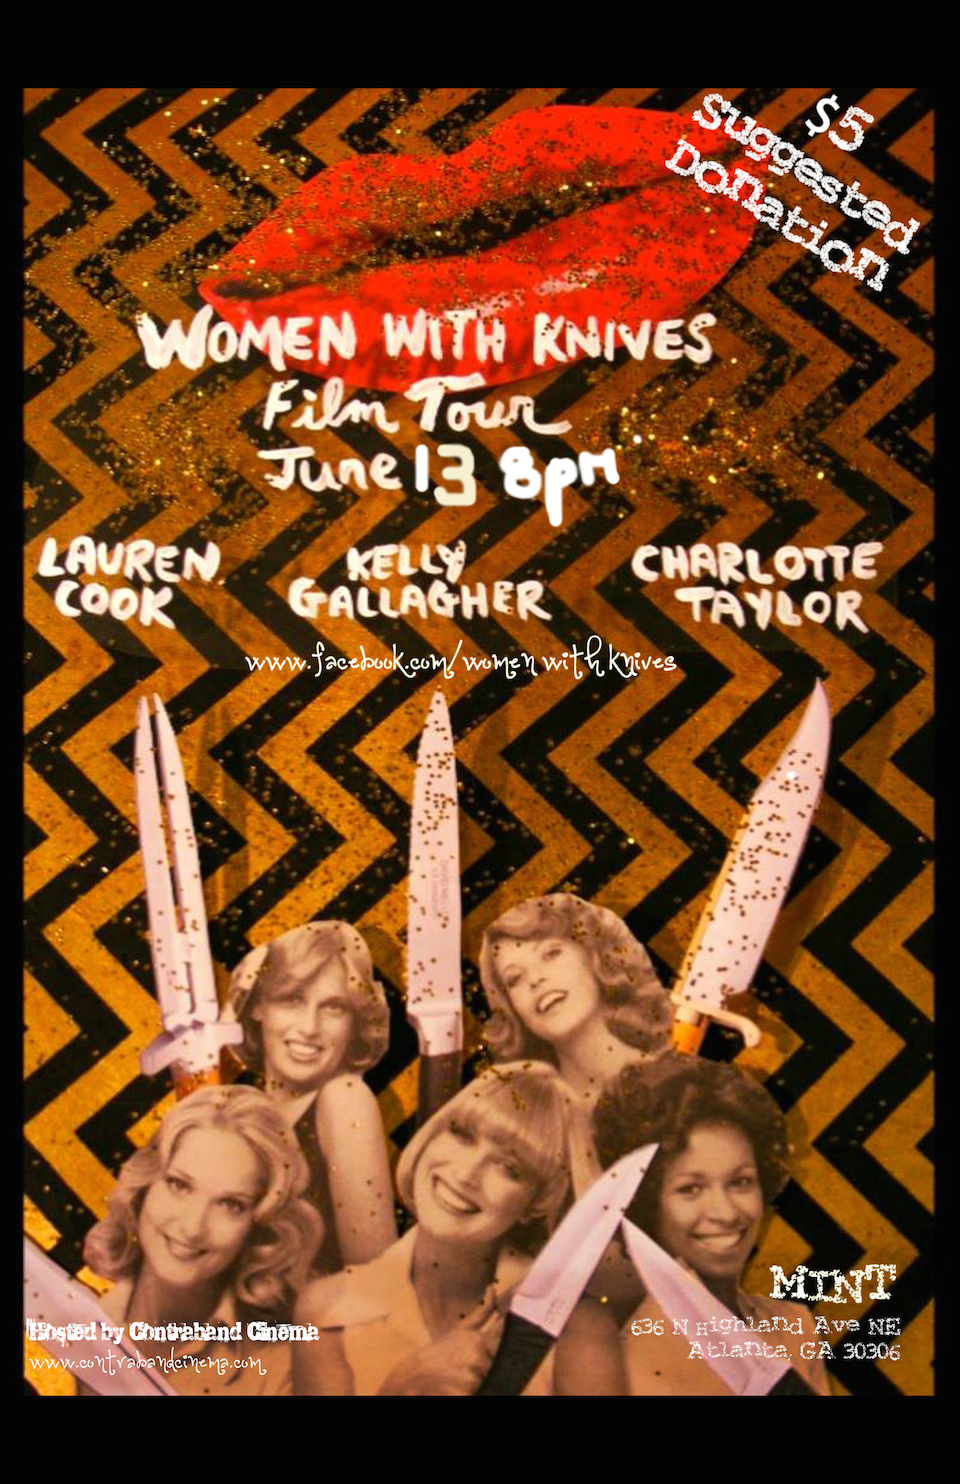 $5
Suggested
Donation
WOMEN WITH KNIVES
Film Tour
June 13 8pm
LAUREN
COOK
KELLY
GALLAGHER
CHARLOTTE
TAYLOR
www.facebook.com/women with knives
MINT
636 N Highland Ave NE
Atlanta, GA 30306
Hosted by Contraband Cinema
www.contrabandcinema.com